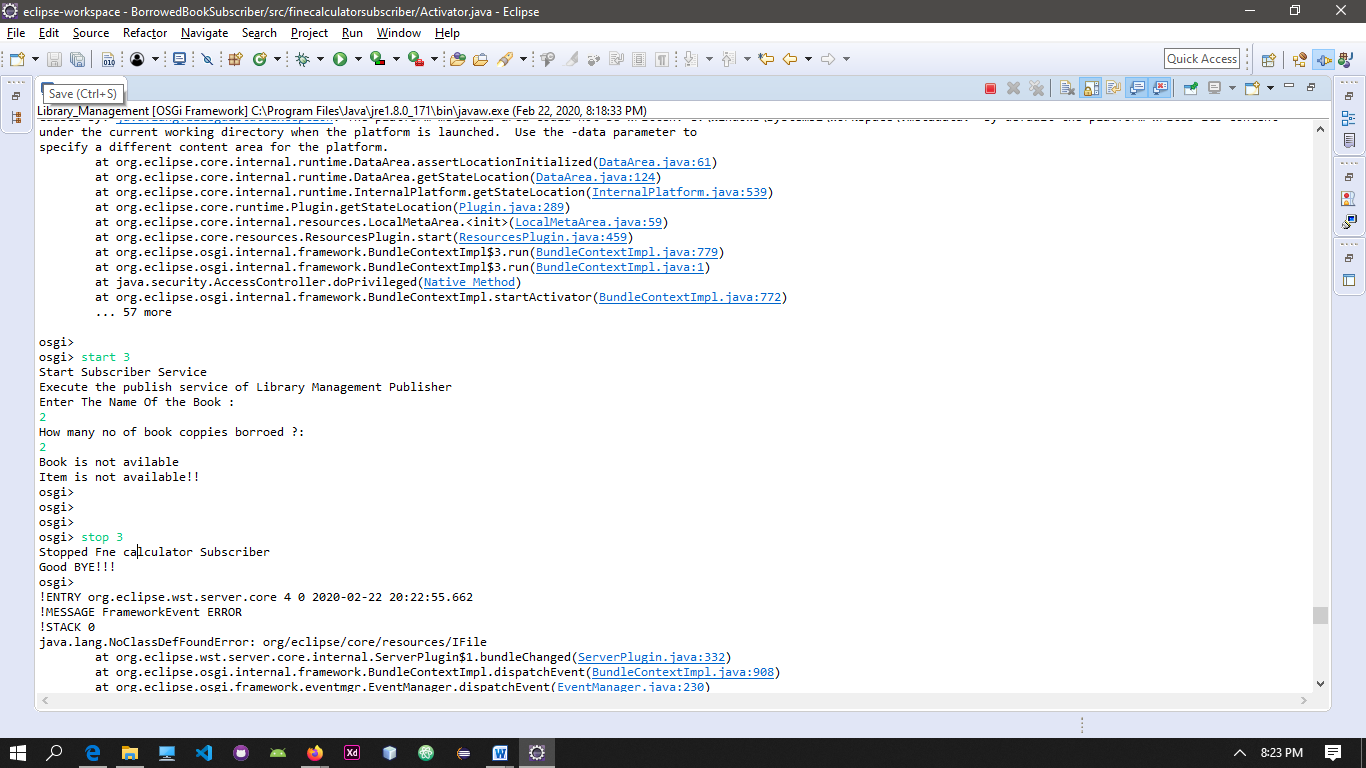 eclipse-workspace - BorrowedBookSubscriber/src/finecalculatorsubscriber/Activator.java - Eclipse
File Edit Source Refactor Navigate Search Project Run Window Help
Quick Access
Save (Ctrl+S)
Library_Management [OSGi Framework] C:\Program Files\Java\jre1.8.0_171\bin\javaw.exe (Feb 22, 2020, 8:18:33 PM)
under the current working directory when the platform is launched.  Use the -data parameter to
specify a different content area for the platform.
at org.eclipse.core.internal.runtime.DataArea.assertLocationInitialized(DataArea.java:61)
at org.eclipse.core.internal.runtime.DataArea.getStateLocation(DataArea.java:124)
at org.eclipse.core.internal.runtime.InternalPlatform.getStateLocation(InternalPlatform.java:539)
at org.eclipse.core.runtime.Plugin.getStateLocation(Plugin.java:289)
at org.eclipse.core.internal.resources.LocalMetaArea.<init>(LocalMetaArea.java:59)
at org.eclipse.core.resources.ResourcesPlugin.start(ResourcesPlugin.java:459)
at org.eclipse.osgi.internal.framework.BundleContextImpl$3.run(BundleContextImpl.java:779)
at org.eclipse.osgi.internal.framework.BundleContextImpl$3.run(BundleContextImpl.java:1)
at java.security.AccessController.doPrivileged(Native Method)
at org.eclipse.osgi.internal.framework.BundleContextImpl.startActivator(BundleContextImpl.java:772)
... 57 more
osgi>
osgi> start 3
Start Subscriber Service
Execute the publish service of Library Management Publisher
Enter The Name Of the Book :
2
How many no of book coppies borroed ?:
2
Book is not avilable
Item is not available!!
osgi>
osgi>
osgi>
osgi> stop 3
Stopped Fne calculator Subscriber
Good BYE!!!
osgi>
!ENTRY org.eclipse.wst.server.core 4 0 2020-02-22 20:22:55.662
!MESSAGE FrameworkEvent ERROR
!STACK 0
java.lang.NoClassDefFoundError: org/eclipse/core/resources/IFile
at org.eclipse.wst.server.core.internal.ServerPlugin$1.bundleChanged(ServerPlugin.java:332)
at org.eclipse.osgi.internal.framework.BundleContextImpl.dispatchEvent(BundleContextImpl.java:908)
at org.eclipse.osgi.framework.eventmgr.EventManager.dispatchEvent(EventManager.java:230)
8:23 PM